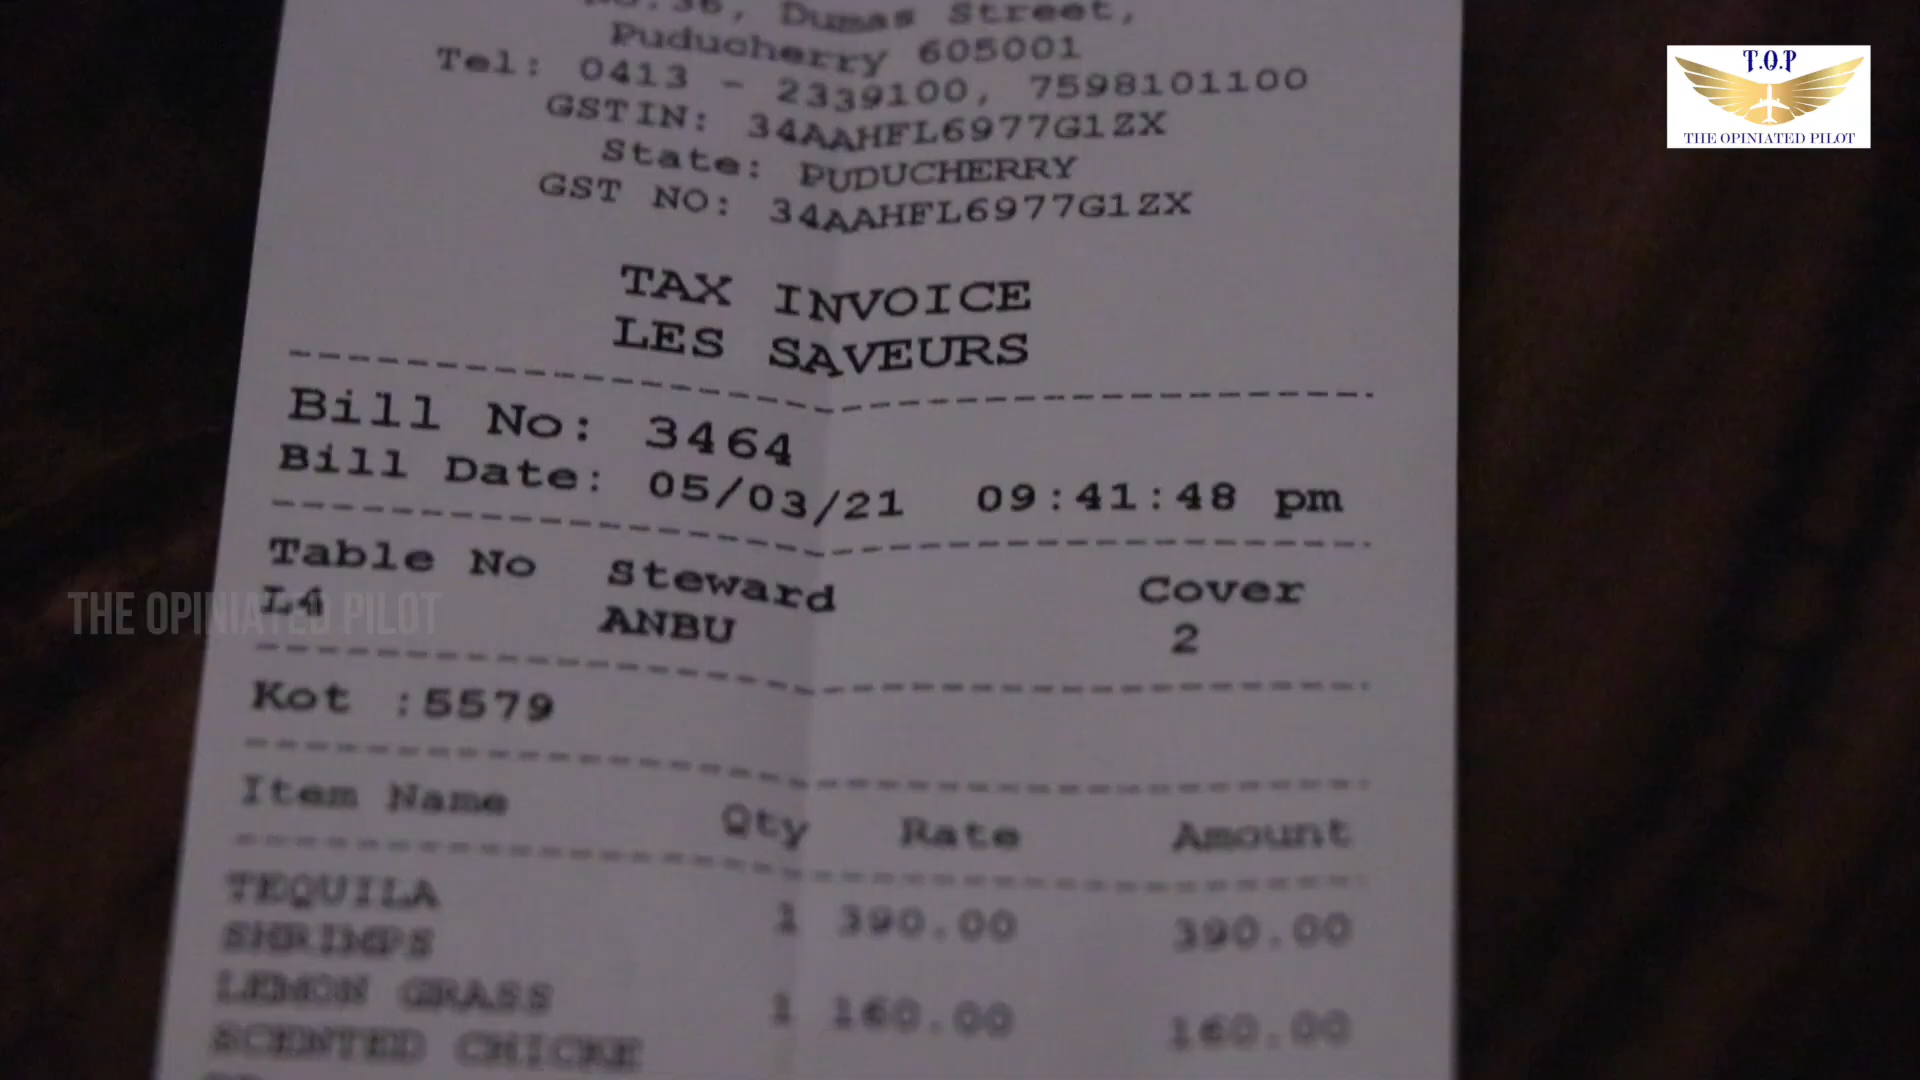 Dumas Street,
Puducherry 605001
Tel: 0413 - 2339100, 7598101100
GSTIN: 34AAHFL6977G1ZX
State: PUDUCHERRY
GST NO: 34AAHFL6977G1ZX
TAX INVOICE
LES SAVEURS
Bill No: 3464
Bill Date: 05/03/21 09:41:48 pm
Table No Steward Cover
L4 ANBU 2
Kot :5579
Item Name Qty Rate Amount
TEQUILA 1 390.00 390.00
SHRIMPS
LEMON GRASS 1 160.00 160.00
SCENTED CHICKE
T.O.P
THE OPINIATED PILOT
THE OPINIATED PILOT